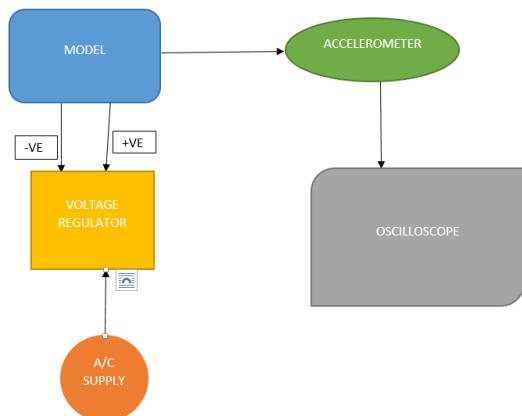 MODEL
ACCELEROMETER
-VE
+VE
VOLTAGE
REGULATOR
OSCILLOSCOPE
A/C
SUPPLY